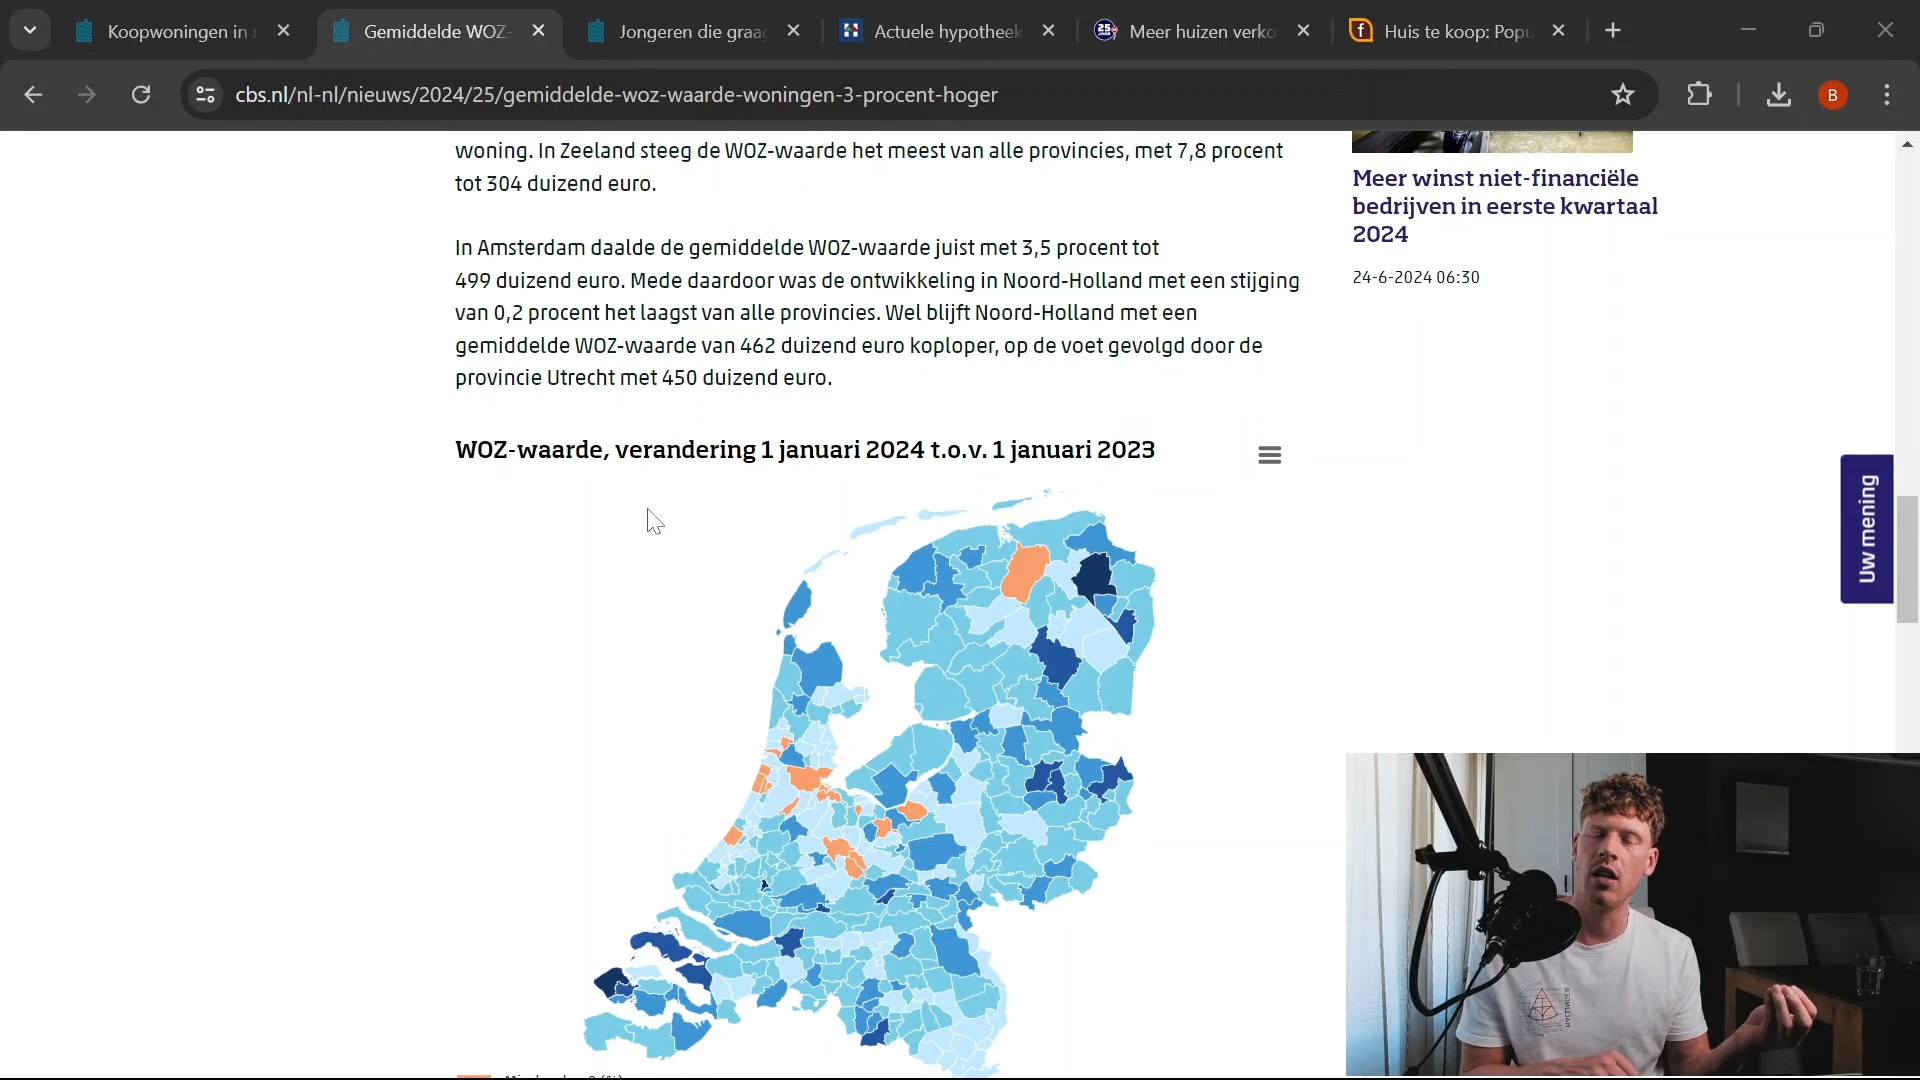 Koopwoningen in
Gemiddelde WOZ-
Jongeren die graag
Actuele hypotheek
Meer huizen verko
Huis te koop: Popu
cbs.nl/nl-nl/nieuws/2024/25/gemiddelde-woz-waarde-woningen-3-procent-hoger
B
woning. In Zeeland steeg de WOZ-waarde het meest van alle provincies, met 7,8 procent
tot 304 duizend euro.
In Amsterdam daalde de gemiddelde WOZ-waarde juist met 3,5 procent tot
499 duizend euro. Mede daardoor was de ontwikkeling in Noord-Holland met een stijging
van 0,2 procent het laagst van alle provincies. Wel blijft Noord-Holland met een
gemiddelde WOZ-waarde van 462 duizend euro koploper, op de voet gevolgd door de
provincie Utrecht met 450 duizend euro.
Meer winst niet-financiële
bedrijven in eerste kwartaal
2024
24-6-2024 06:30
WOZ-waarde, verandering 1 januari 2024 t.o.v. 1 januari 2023
Uw mening